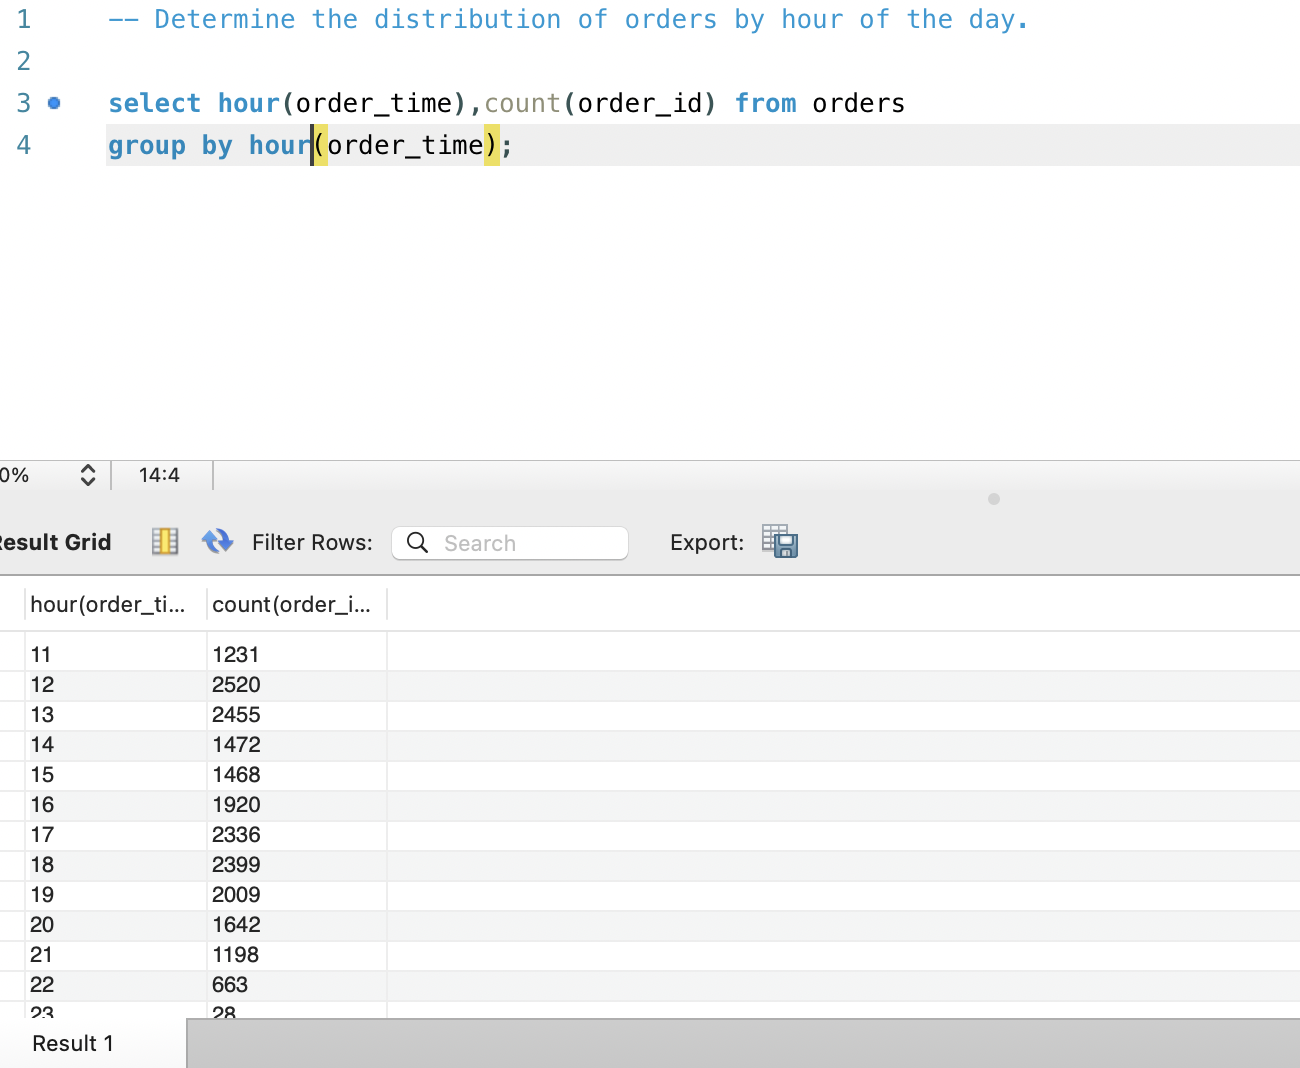 1 -- Determine the distribution of orders by hour of the day.
2
3 select hour(order_time),count(order_id) from orders
4 group by hour(order_time);
0% 14:4
esult Grid Filter Rows: Search Export:
hour(order_ti... count(order_i...
11 1231
12 2520
13 2455
14 1472
15 1468
16 1920
17 2336
18 2399
19 2009
20 1642
21 1198
22 663
23 28
Result 1